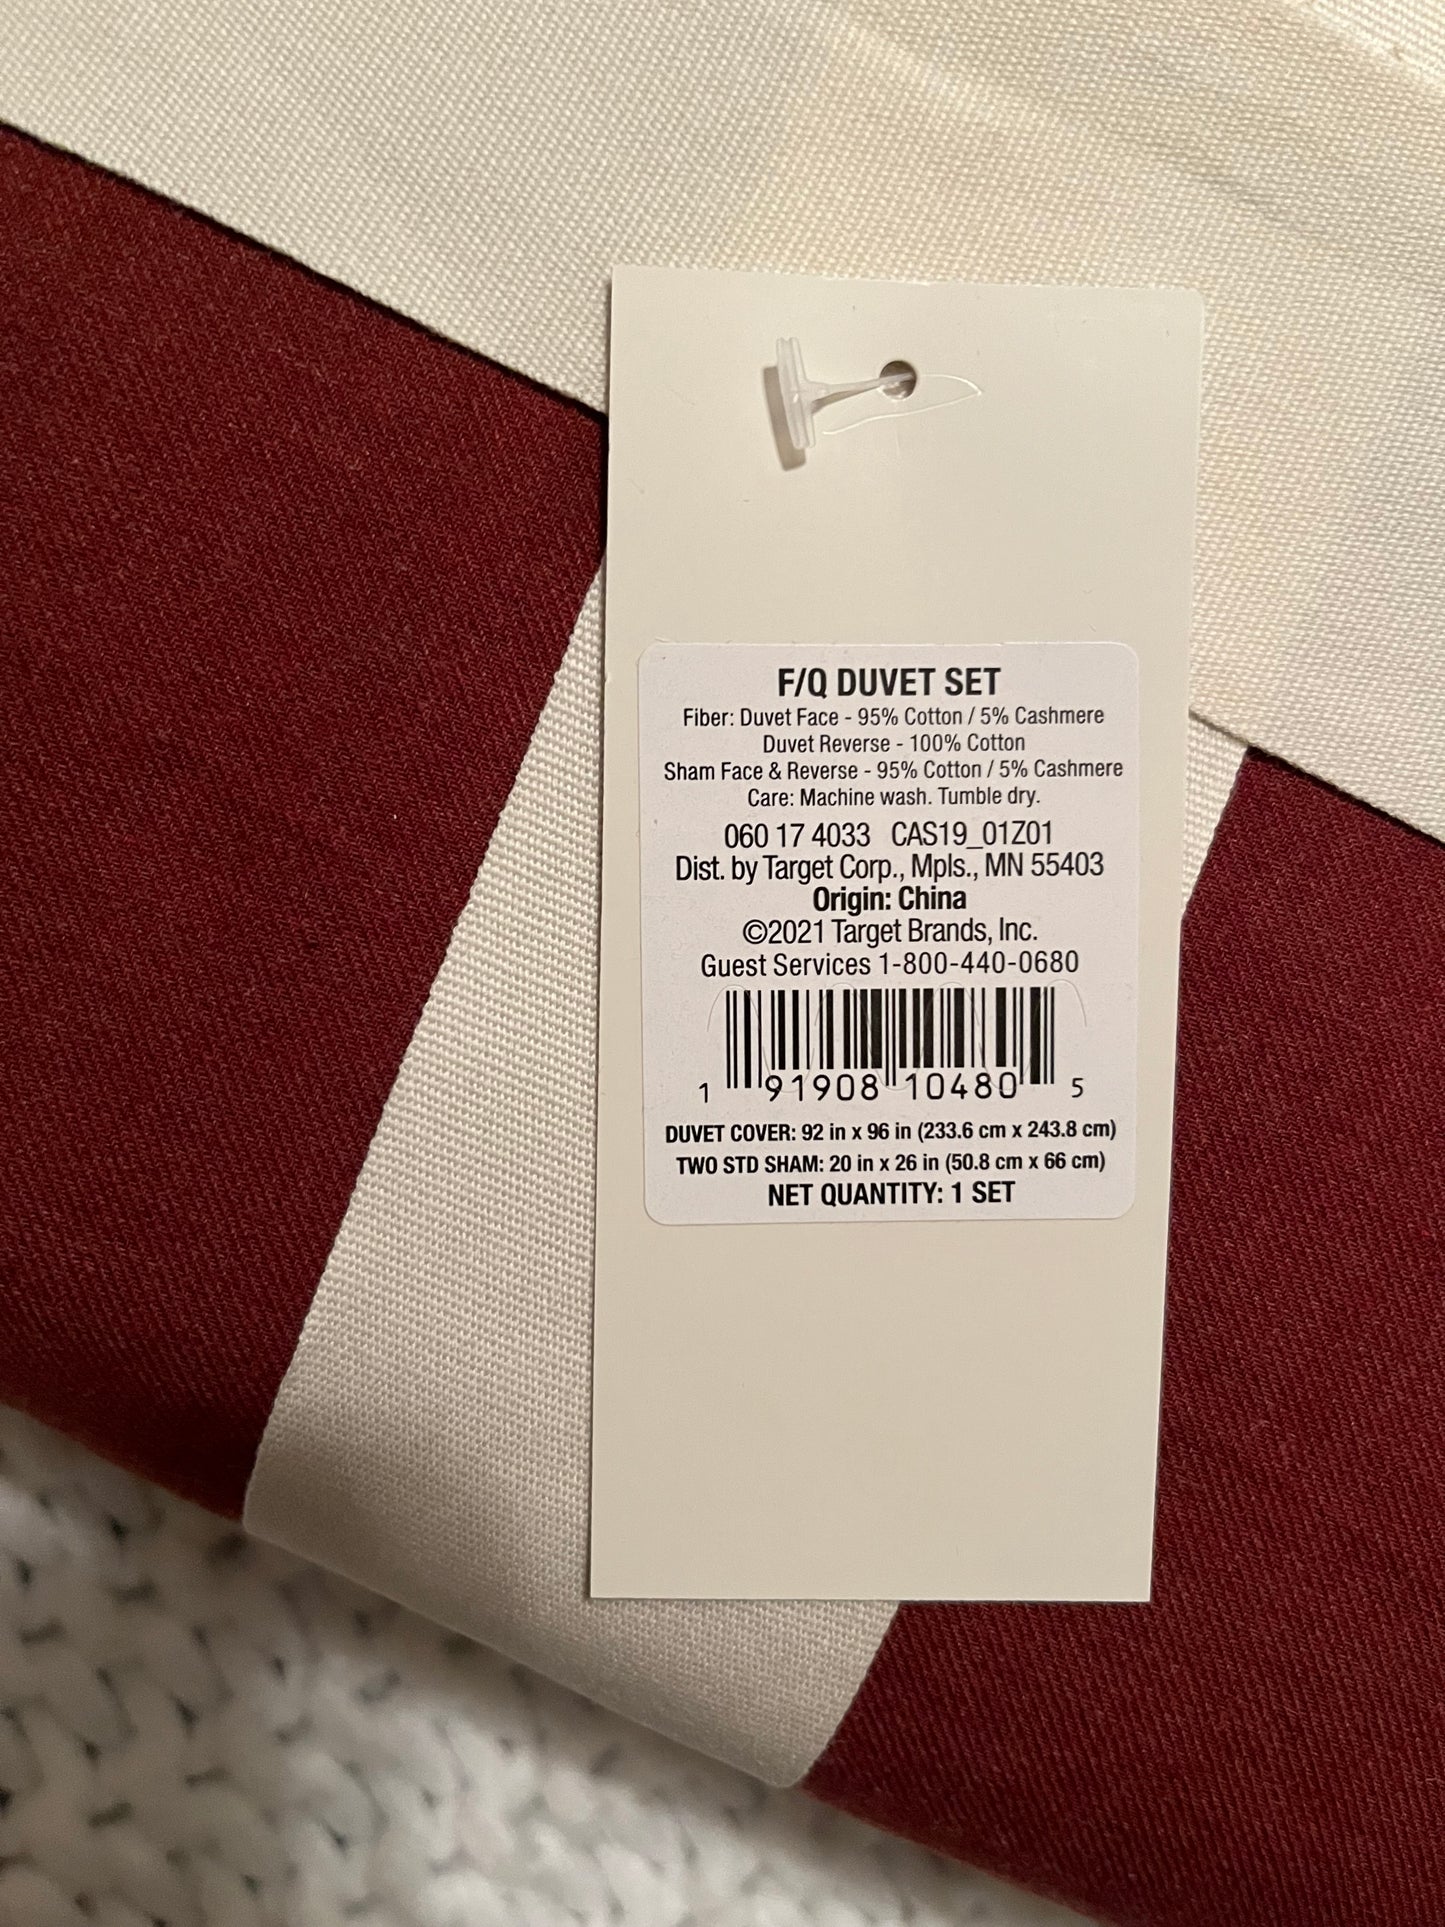 F/Q DUVET SET
Fiber: Duvet Face - 95% Cotton / 5% Cashmere
Duvet Reverse - 100% Cotton
Sham Face & Reverse - 95% Cotton / 5% Cashmere
Care: Machine wash. Tumble dry.
060 17 4033 CAS19_01Z01
Dist. by Target Corp., Mpls., MN 55403
Origin: China
©2021 Target Brands, Inc.
Guest Services 1-800-440-0680
1 91908 10480 5
DUVET COVER: 92 in x 96 in (233.6 cm x 243.8 cm)
TWO STD SHAM: 20 in x 26 in (50.8 cm x 66 cm)
NET QUANTITY: 1 SET